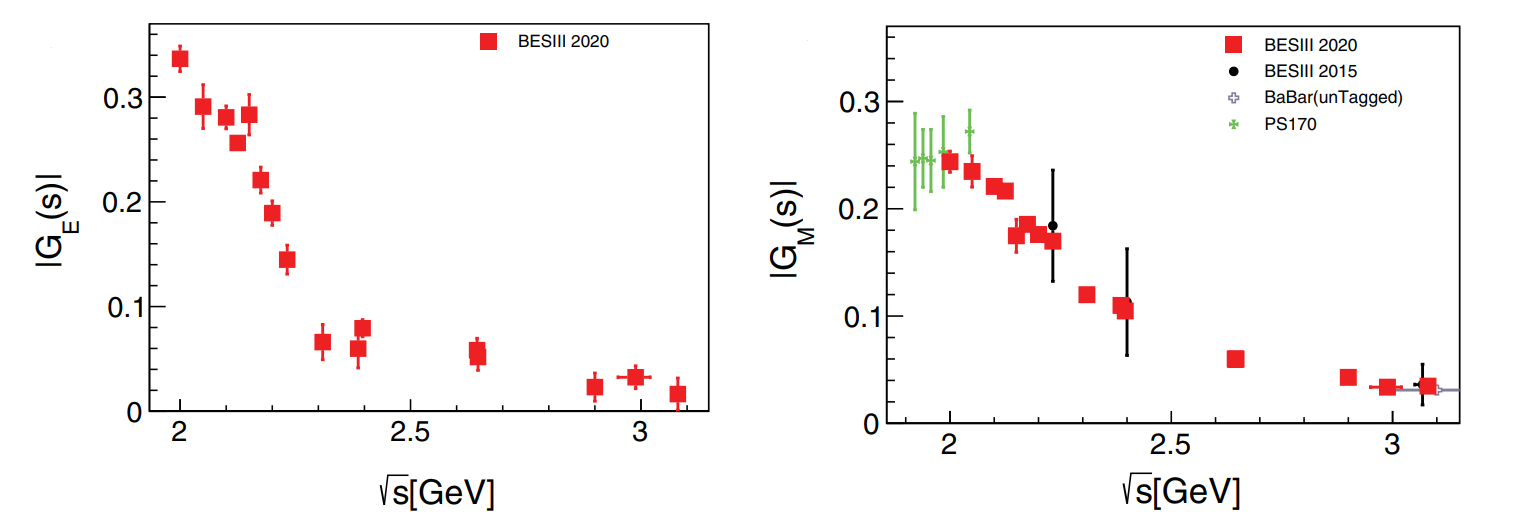 BESIII 2020
0.3
0.2
0.1
0
|G_E(s)|
2
2.5
3
√s[GeV]
BESIII 2020
BESIII 2015
BaBar(unTagged)
PS170
0.3
0.2
0.1
0
|G_M(s)|
2
2.5
3
√s[GeV]